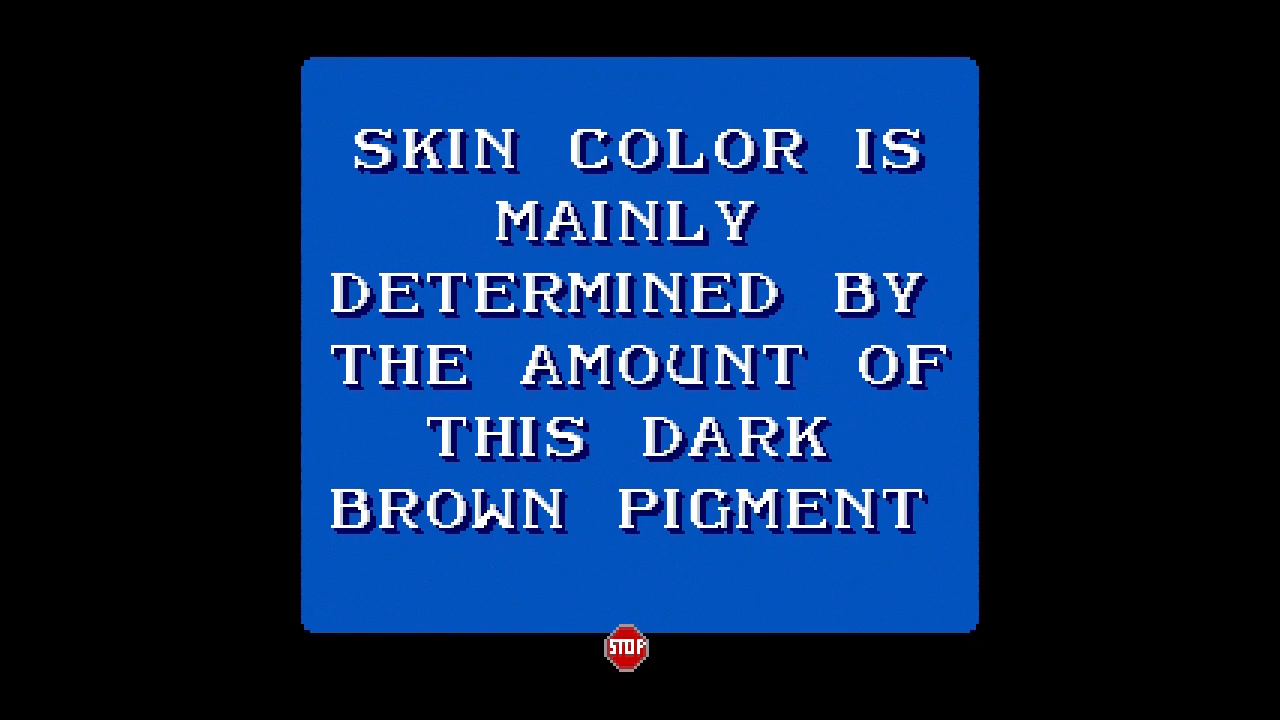 SKIN COLOR IS
MAINLY
DETERMINED BY
THE AMOUNT OF
THIS DARK
BROWN PIGMENT
STOP